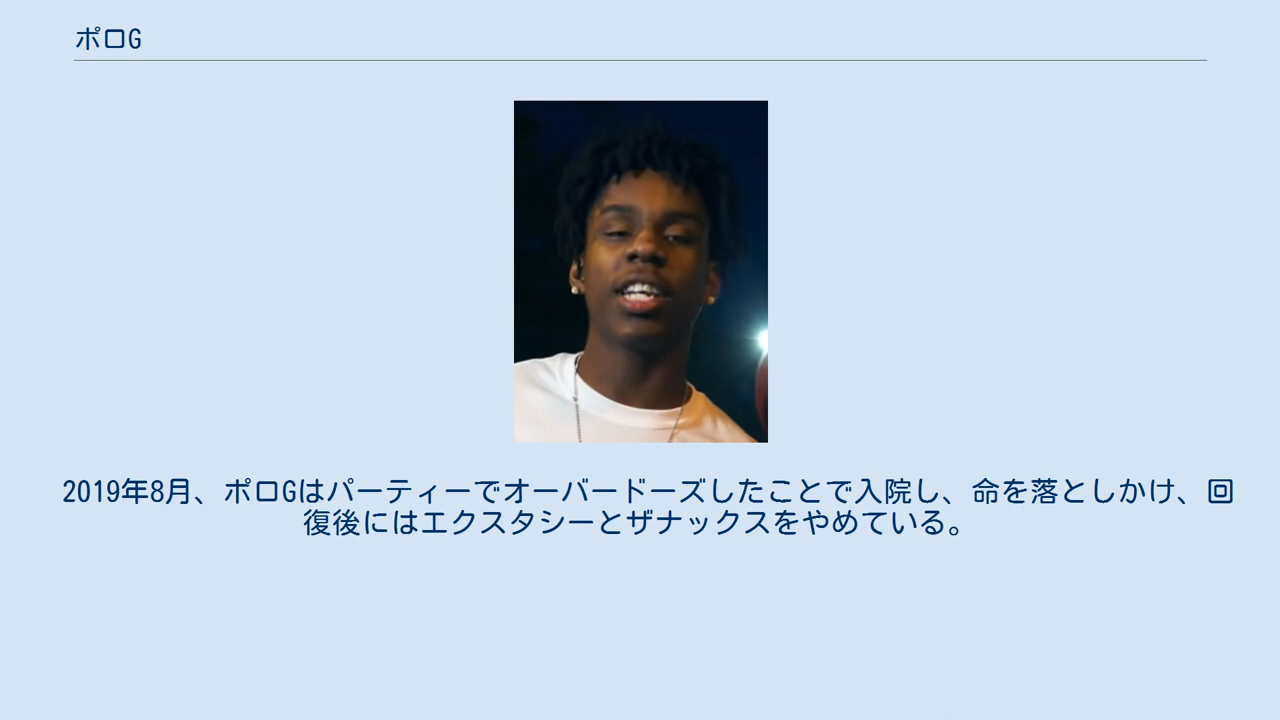 ポロG
2019年8月、ポロGはパーティーでオーバードーズしたことで入院し、命を落としかけ、回
復後にはエクスタシーとザナックスをやめている。